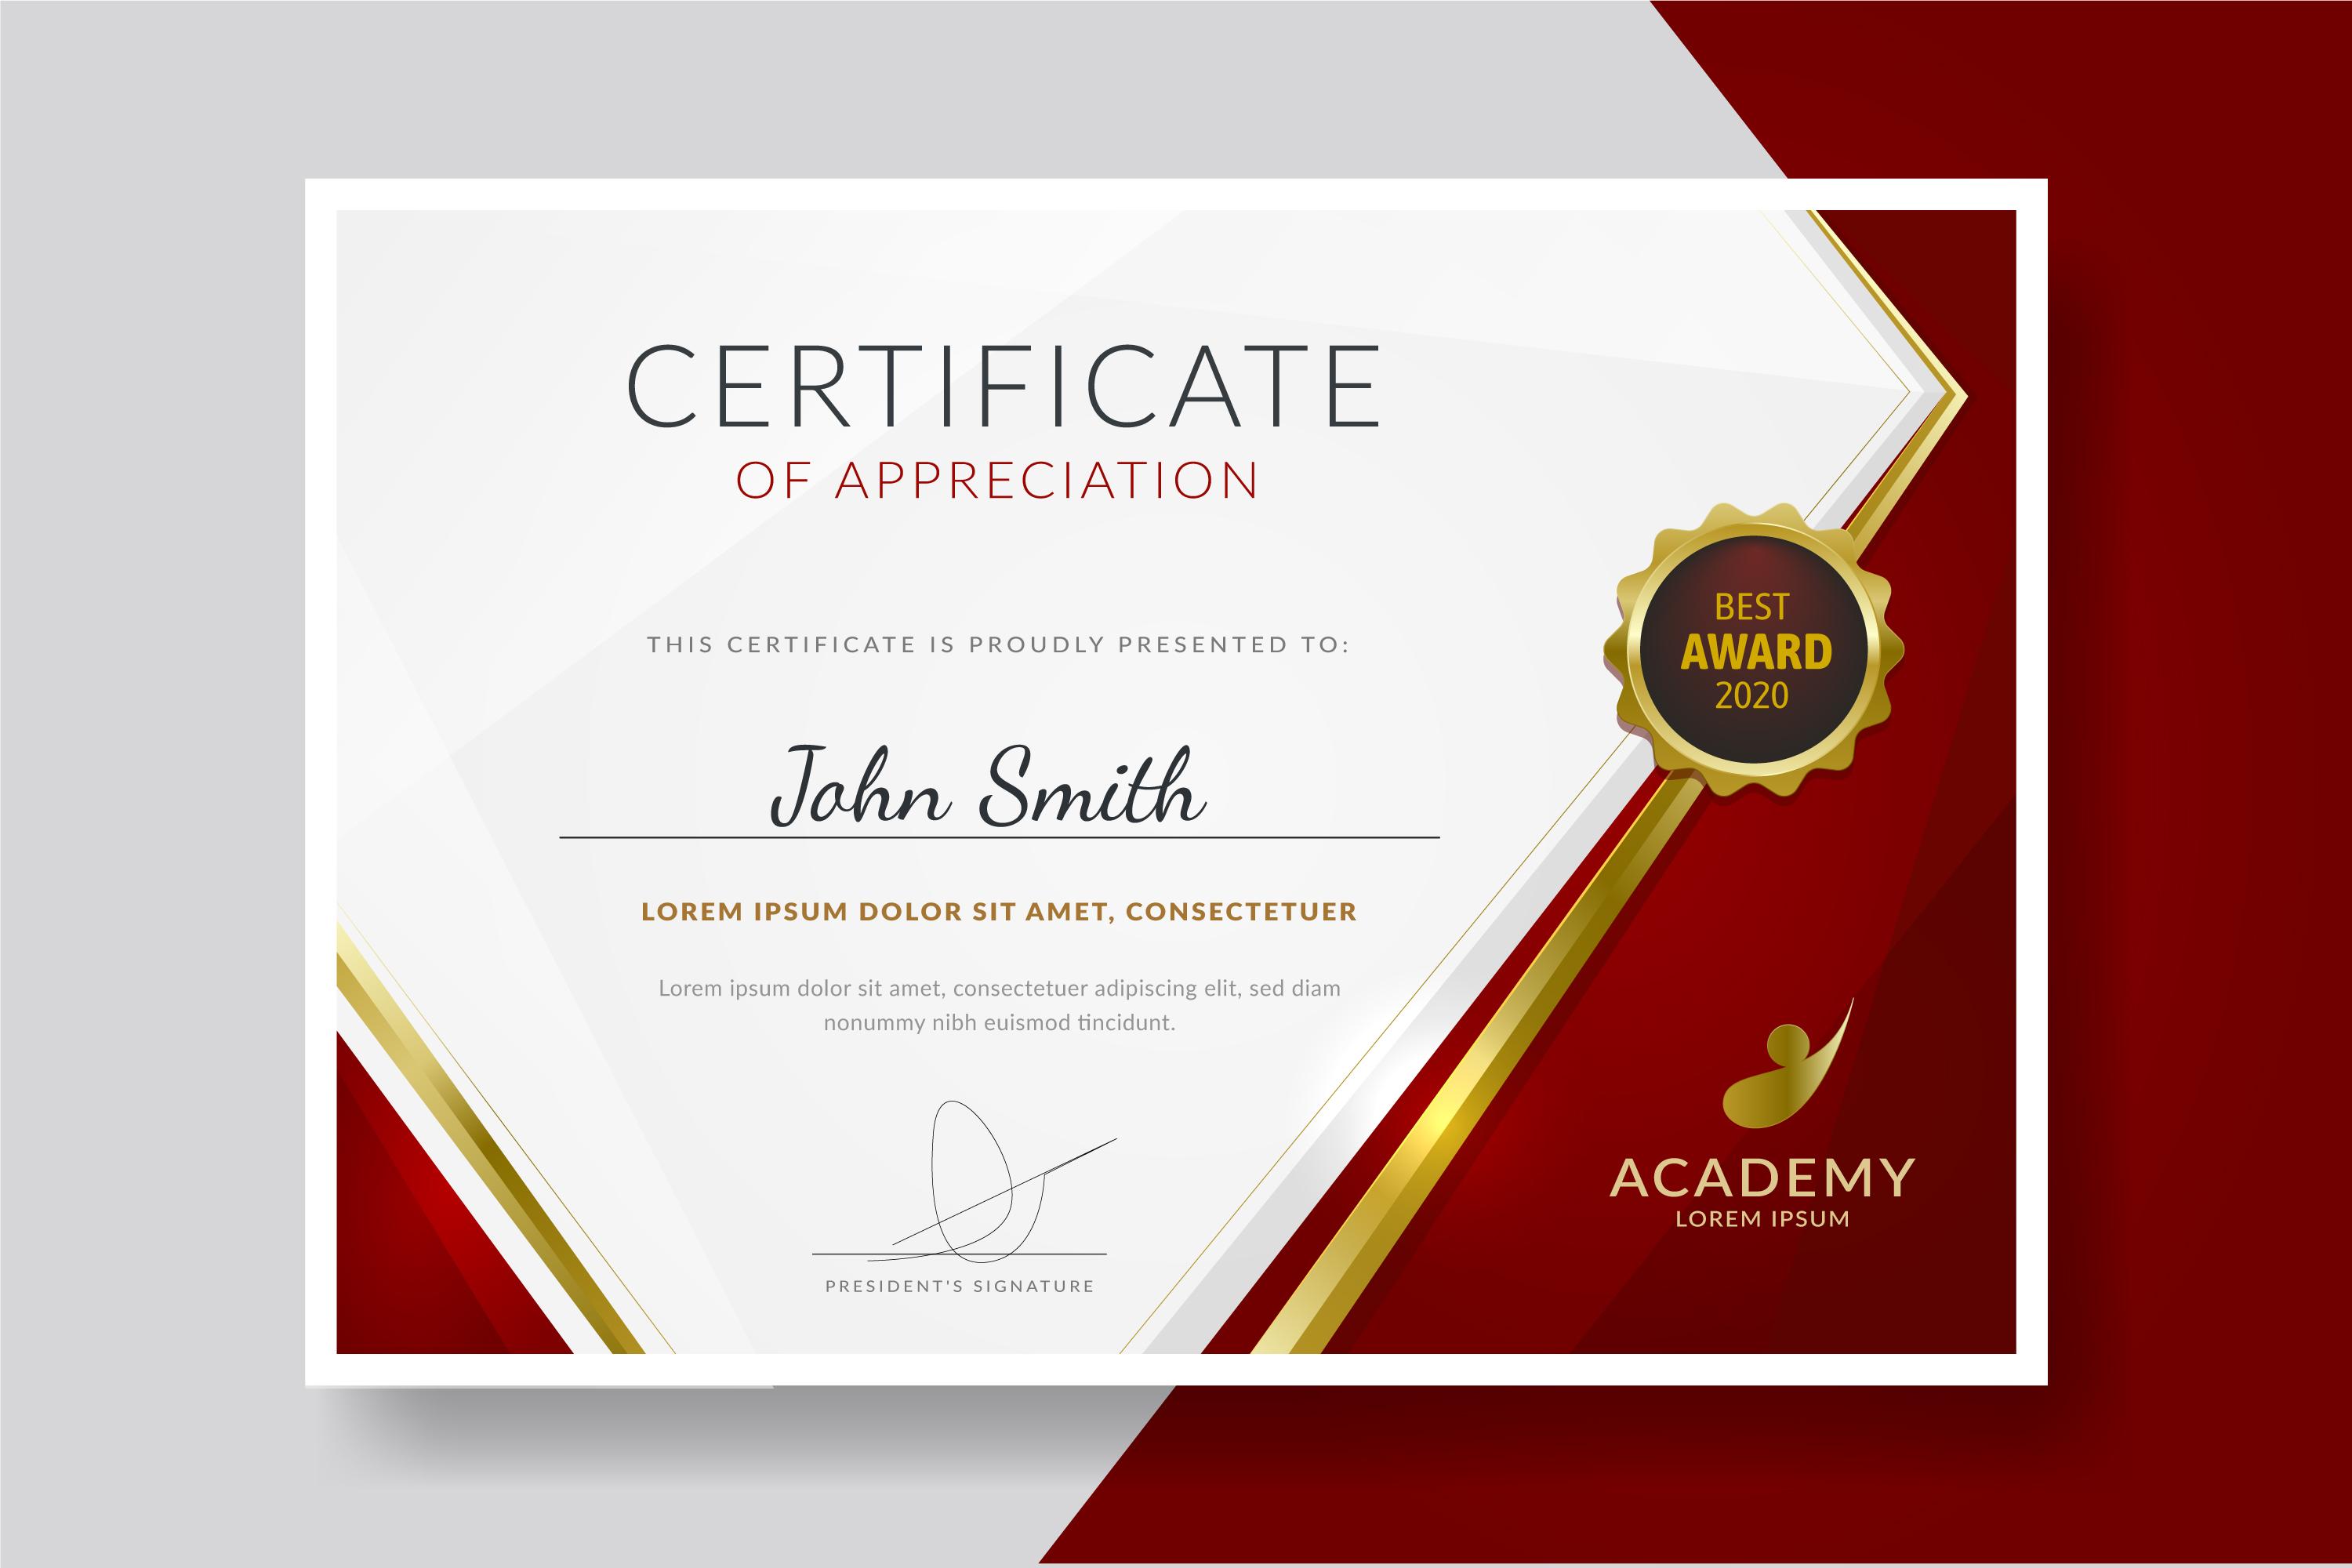 CERTIFICATE
OF APPRECIATION
THIS CERTIFICATE IS PROUDLY PRESENTED TO:
John Smith
LOREM IPSUM DOLOR SIT AMET, CONSECTETUER
Lorem ipsum dolor sit amet, consectetuer adipiscing elit, sed diam
nonummy nibh euismod tincidunt.
PRESIDENT'S SIGNATURE
BEST
AWARD
2020
ACADEMY
LOREM IPSUM